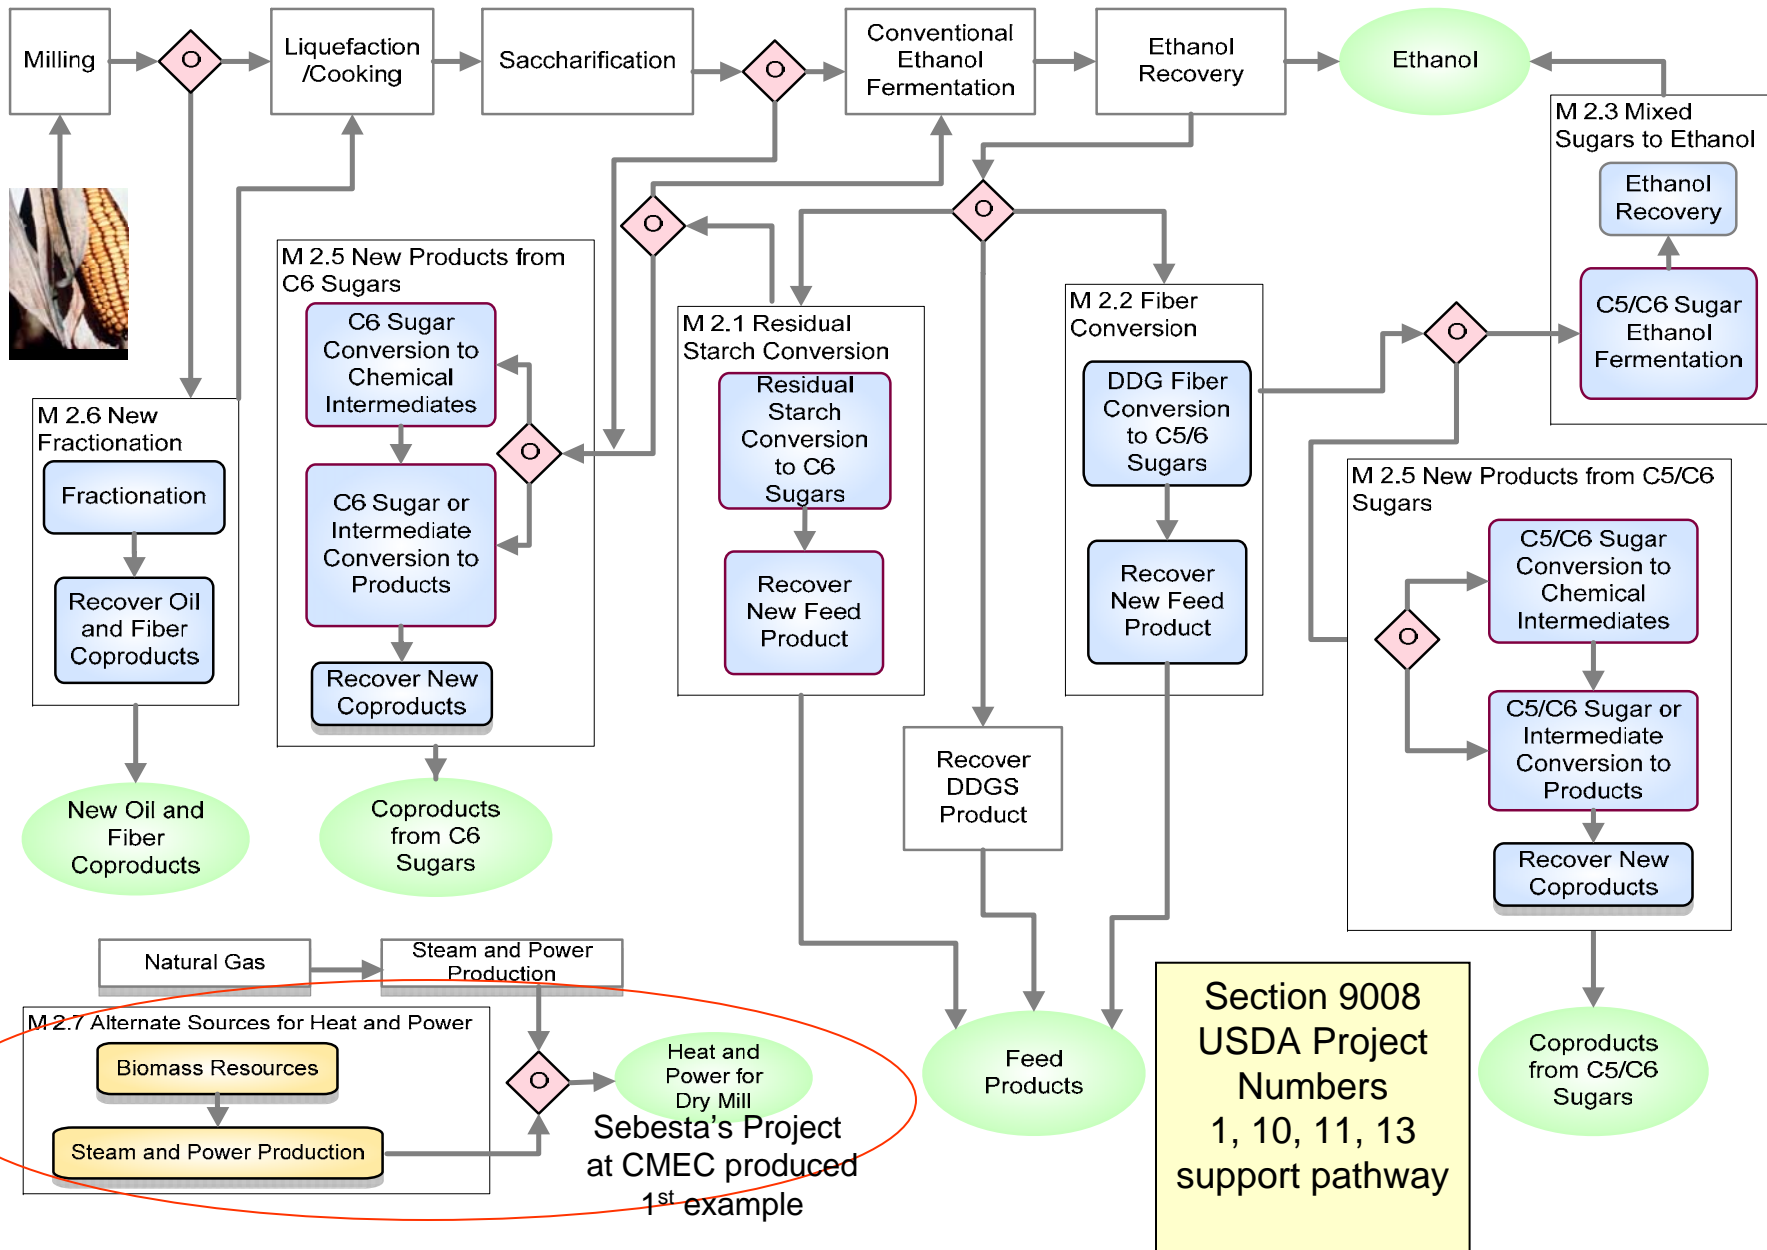 Milling
O
Liquefaction
/Cooking
Saccharification
O
Conventional
Ethanol
Fermentation
Ethanol
Recovery
Ethanol
M 2.3 Mixed
Sugars to Ethanol
Ethanol
Recovery
C5/C6 Sugar
Ethanol
Fermentation
O
O
O
M 2.5 New Products from
C6 Sugars
C6 Sugar
Conversion to
Chemical
Intermediates
O
C6 Sugar or
Intermediate
Conversion to
Products
Recover New
Coproducts
M 2.1 Residual
Starch Conversion
Residual
Starch
Conversion
to C6
Sugars
Recover
New Feed
Product
M 2.2 Fiber
Conversion
DDG Fiber
Conversion
to C5/6
Sugars
Recover
New Feed
Product
M 2.6 New
Fractionation
Fractionation
Recover Oil
and Fiber
Coproducts
M 2.5 New Products from C5/C6
Sugars
C5/C6 Sugar
Conversion to
Chemical
Intermediates
O
C5/C6 Sugar or
Intermediate
Conversion to
Products
Recover New
Coproducts
Recover
DDGS
Product
New Oil and
Fiber
Coproducts
Coproducts
from C6
Sugars
Natural Gas
Steam and Power
Production
M 2.7 Alternate Sources for Heat and Power
Biomass Resources
Steam and Power Production
O
Heat and
Power for
Dry Mill
Sebesta's Project
at CMEC produced
1st example
Feed
Products
Section 9008
USDA Project
Numbers
1, 10, 11, 13
support pathway
Coproducts
from C5/C6
Sugars